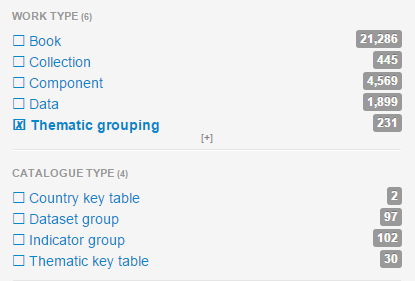 WORK TYPE (6)
☐ Book 21,286
☐ Collection 445
☐ Component 4,569
☐ Data 1,899
☒ Thematic grouping 231
[+]
CATALOGUE TYPE (4)
☐ Country key table 2
☐ Dataset group 97
☐ Indicator group 102
☐ Thematic key table 30